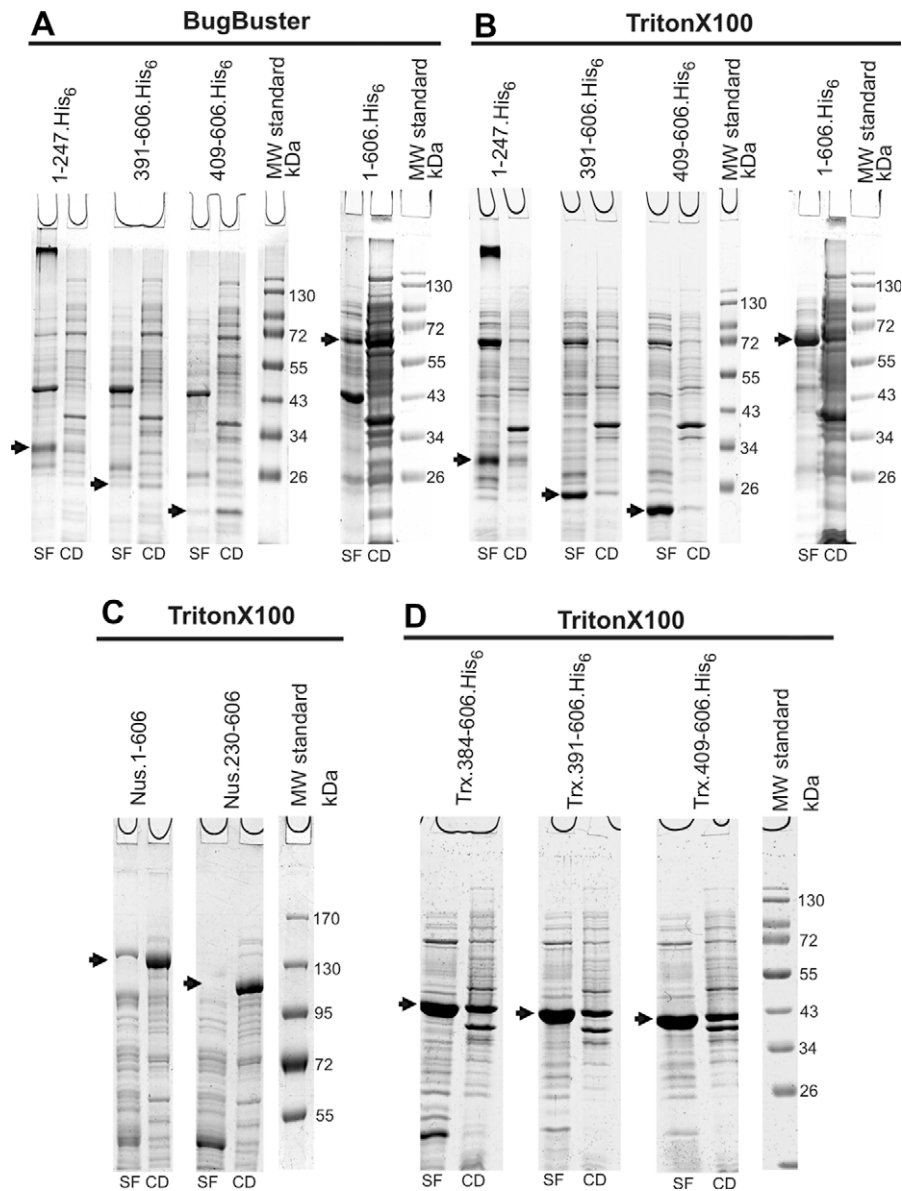 A
BugBuster
1-247.His6
391-606.His6
409-606.His6
MW standard
kDa
1-606.His6
MW standard
kDa
130
72
55
43
34
26
130
72
55
43
34
26
SF CD
SF CD
SF CD
SF CD
B
TritonX100
1-247.His6
391-606.His6
409-606.His6
MW standard
kDa
1-606.His6
MW standard
kDa
130
72
55
43
34
26
130
72
55
43
34
26
SF CD
SF CD
SF CD
SF CD
C
TritonX100
Nus.1-606
Nus.230-606
MW standard
kDa
170
130
95
72
55
SF CD
SF CD
D
TritonX100
Trx.384-606.His6
Trx.391-606.His6
Trx.409-606.His6
MW standard
kDa
130
72
55
43
34
26
SF CD
SF CD
SF CD